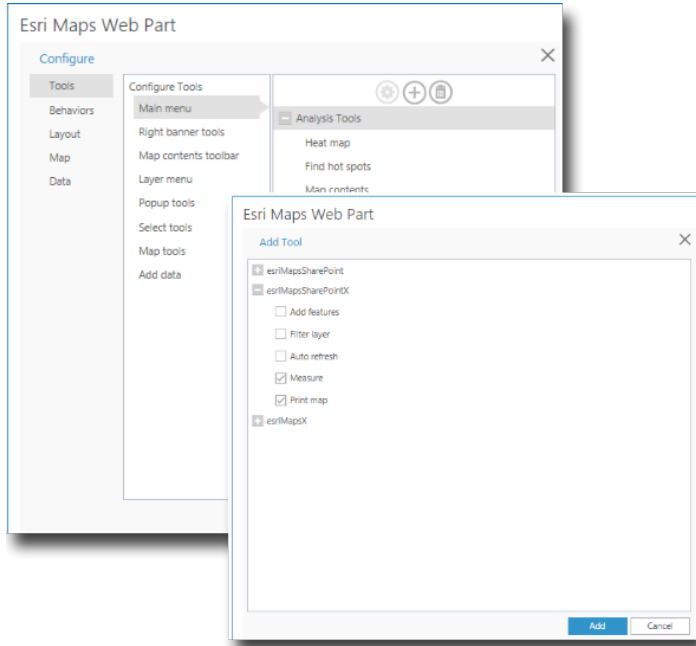 Esri Maps Web Part
Configure
Tools
Behaviors
Layout
Map
Data
Configure Tools
Main menu
Right banner tools
Map contents toolbar
Layer menu
Popup tools
Select tools
Map tools
Add data
Analysis Tools
Heat map
Find hot spots
Map contents
Esri Maps Web Part
Add Tool
esriMapsSharePoint
esriMapsSharePointX
Add features
Filter layer
Auto refresh
Measure
Print map
esriMapsX
Add
Cancel